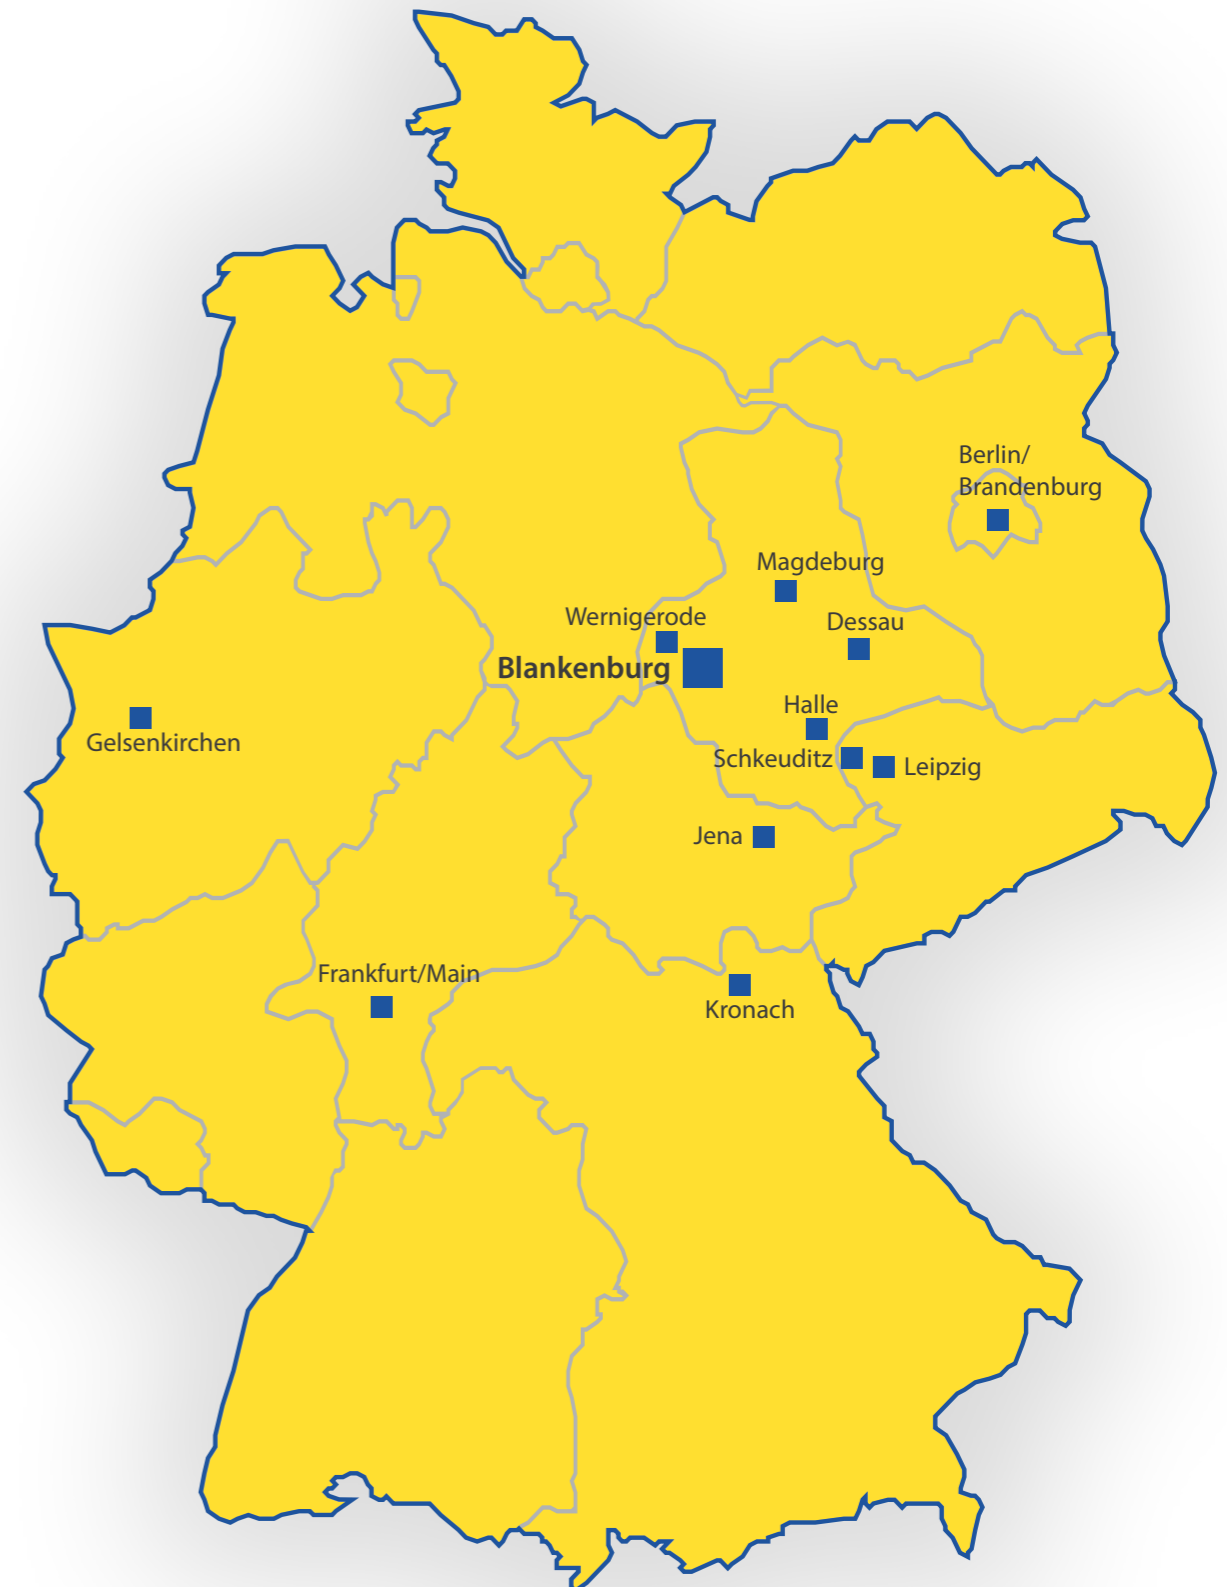 Berlin/
Brandenburg
Magdeburg
Wernigerode
Dessau
Blankenburg
Halle
Gelsenkirchen
Schkeuditz
Leipzig
Jena
Frankfurt/Main
Kronach